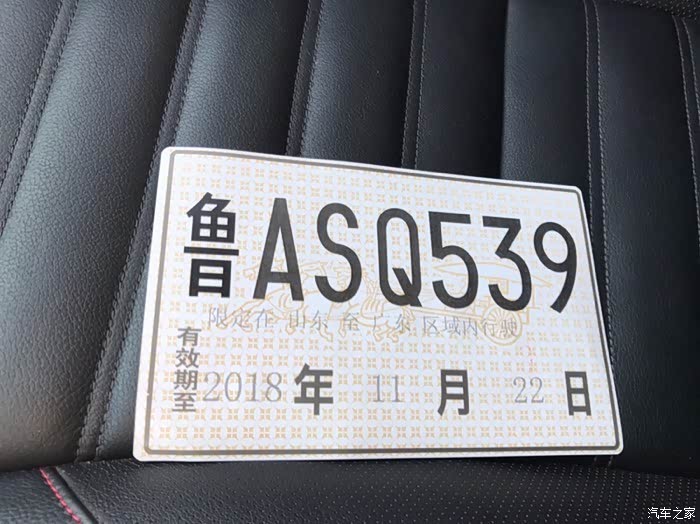 鲁ASQ539
限定在 山东 至 广东 区域内行驶
有效期至 2018 年 11 月 22 日
汽车之家